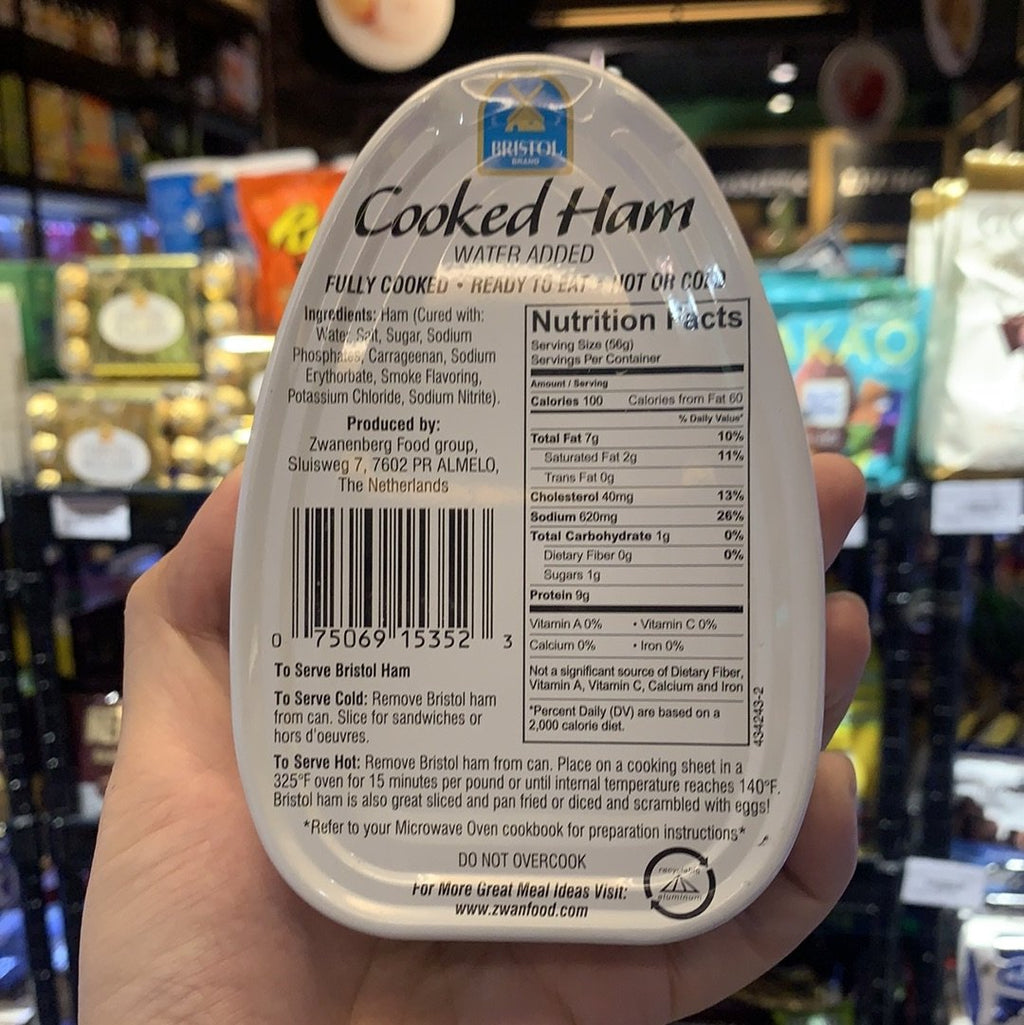 BRISTOL
BRAND
Cooked Ham
WATER ADDED
FULLY COOKED • READY TO EAT • HOT OR COLD
Ingredients: Ham (Cured with:
Water, Salt, Sugar, Sodium
Phosphates, Carrageenan, Sodium
Erythorbate, Smoke Flavoring,
Potassium Chloride, Sodium Nitrite).
Produced by:
Zwanenberg Food group,
Sluisweg 7, 7602 PR ALMELO,
The Netherlands
0 75069 15352 3
Nutrition Facts
Serving Size (56g)
Servings Per Container
Amount / Serving
Calories 100 Calories from Fat 60
% Daily Value*
Total Fat 7g 10%
Saturated Fat 2g 11%
Trans Fat 0g
Cholesterol 40mg 13%
Sodium 620mg 26%
Total Carbohydrate 1g 0%
Dietary Fiber 0g 0%
Sugars 1g
Protein 9g
Vitamin A 0% • Vitamin C 0%
Calcium 0% • Iron 0%
Not a significant source of Dietary Fiber,
Vitamin A, Vitamin C, Calcium and Iron
*Percent Daily (DV) are based on a
2,000 calorie diet.
434243-2
To Serve Bristol Ham
To Serve Cold: Remove Bristol ham
from can. Slice for sandwiches or
hors d'oeuvres.
To Serve Hot: Remove Bristol ham from can. Place on a cooking sheet in a
325°F oven for 15 minutes per pound or until internal temperature reaches 140°F.
Bristol ham is also great sliced and pan fried or diced and scrambled with eggs!
*Refer to your Microwave Oven cookbook for preparation instructions*
DO NOT OVERCOOK
For More Great Meal Ideas Visit:
www.zwanfood.com
recyclable
aluminum